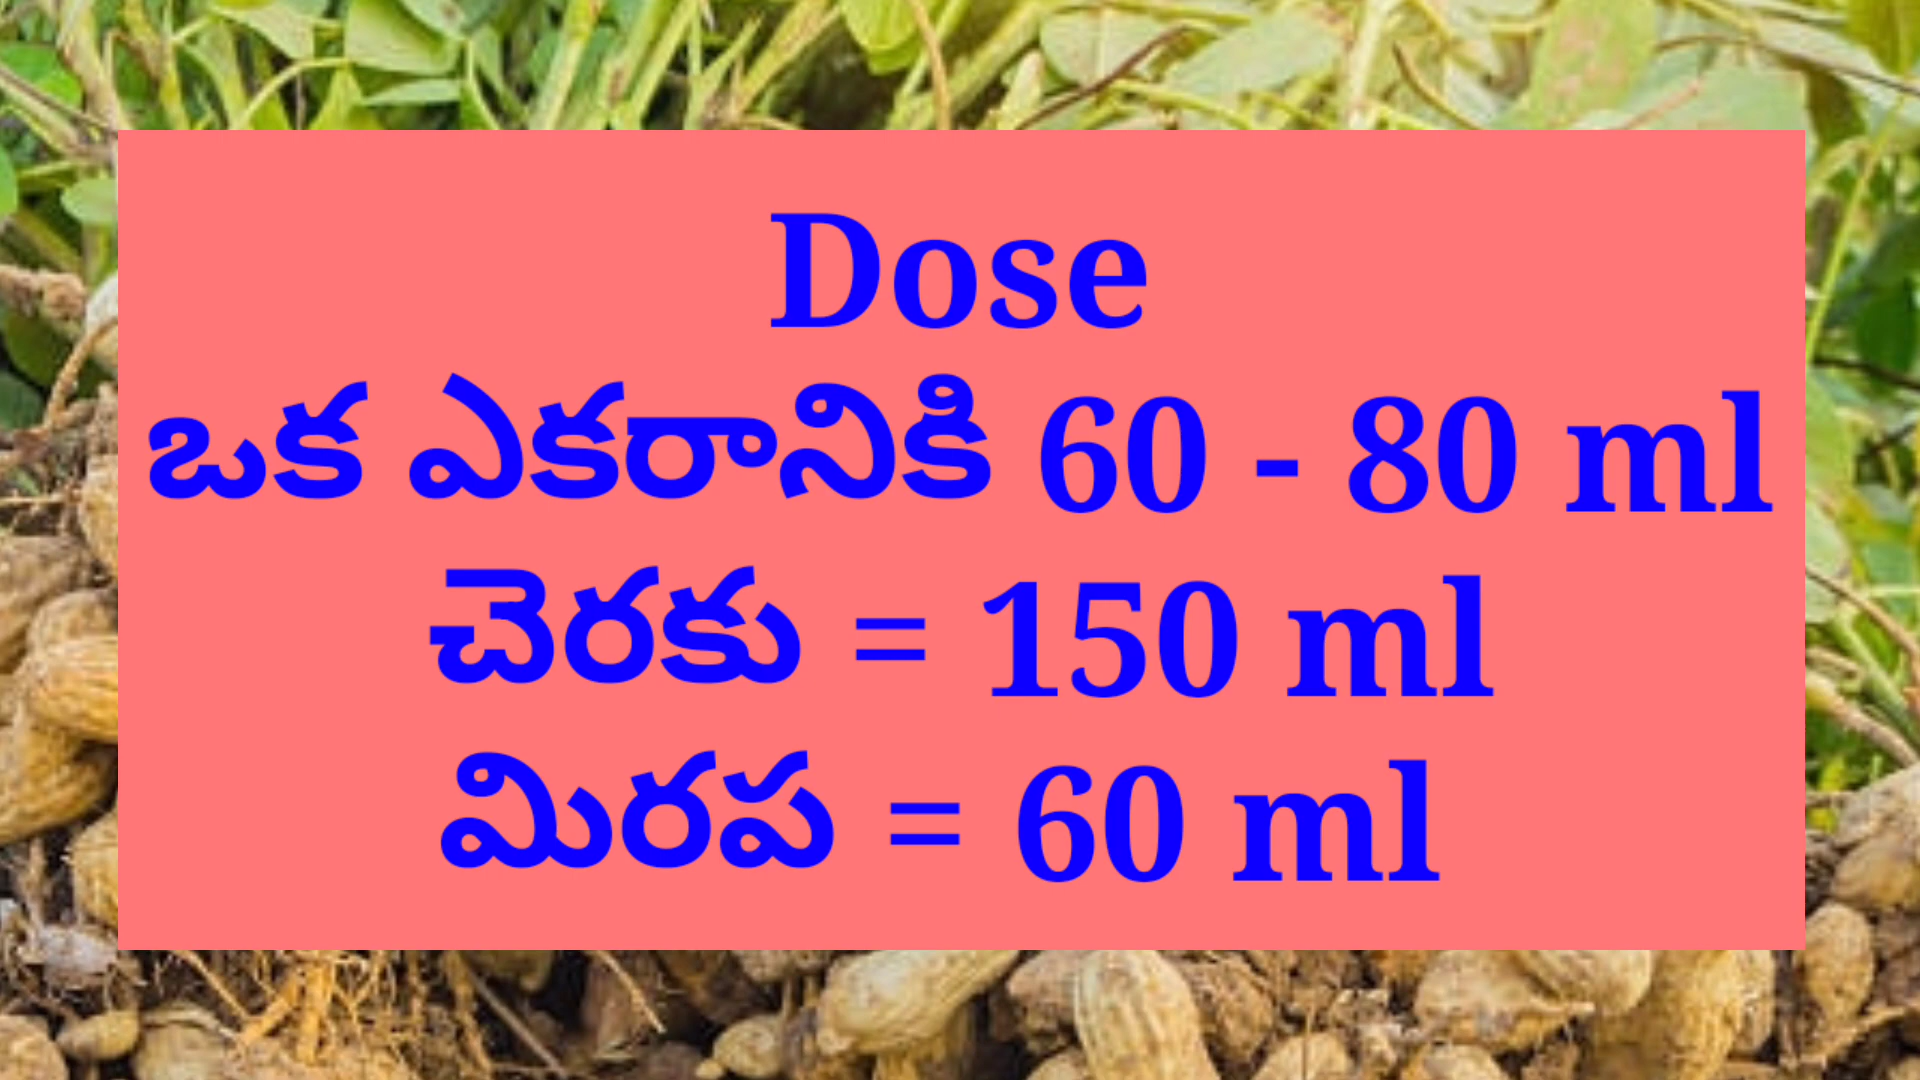 Dose
ఒక ఎకరానికి 60 - 80 ml
చెరకు = 150 ml
మిరప = 60 ml